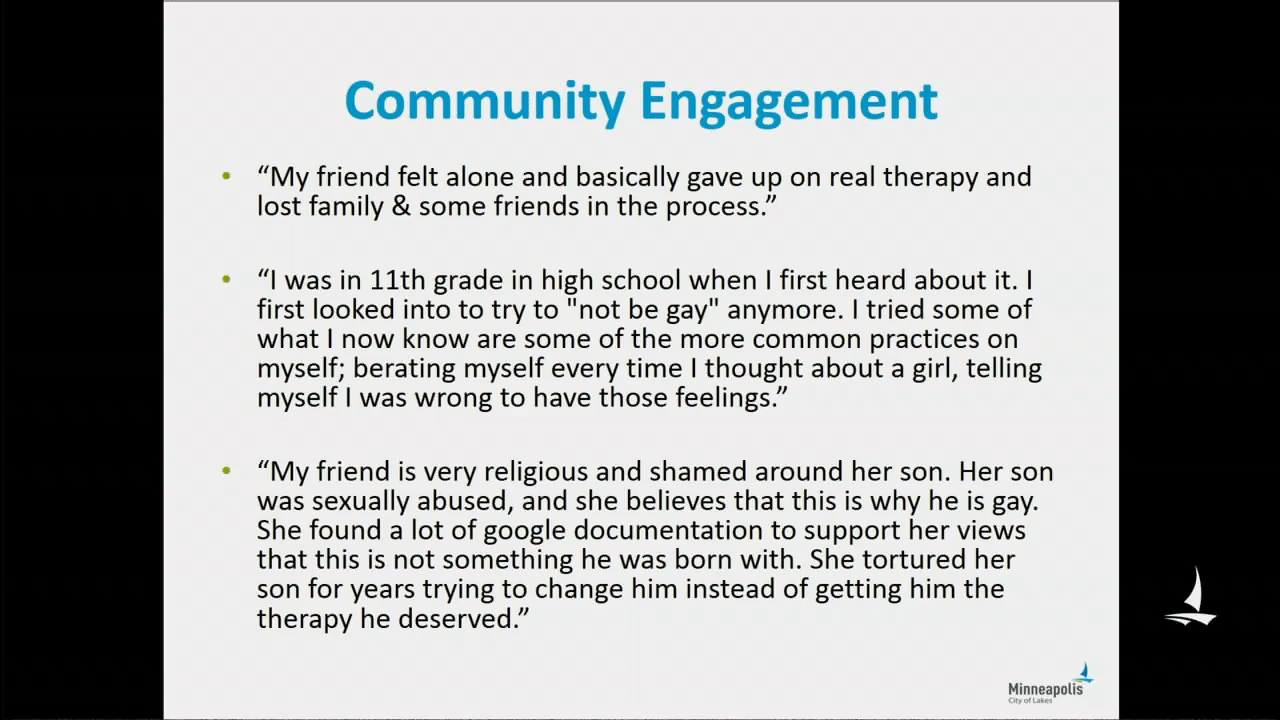 Community Engagement
• “My friend felt alone and basically gave up on real therapy and
lost family & some friends in the process.”
• “I was in 11th grade in high school when I first heard about it. I
first looked into to try to "not be gay" anymore. I tried some of
what I now know are some of the more common practices on
myself; berating myself every time I thought about a girl, telling
myself I was wrong to have those feelings.”
• “My friend is very religious and shamed around her son. Her son
was sexually abused, and she believes that this is why he is gay.
She found a lot of google documentation to support her views
that this is not something he was born with. She tortured her
son for years trying to change him instead of getting him the
therapy he deserved.”
Minneapolis
City of Lakes